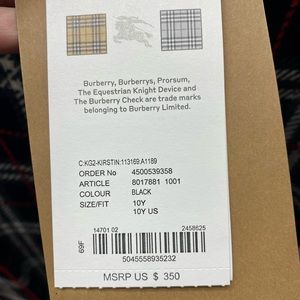 Burberry, Burberrys, Prorsum,
The Equestrian Knight Device and
The Burberry Check are trade marks
belonging to Burberry Limited.
C:KG2-KIRSTIN:113169:A1189
ORDER No 4500539358
ARTICLE 8017881 1001
COLOUR BLACK
SIZE/FIT 10Y
10Y US
69F
14701 02 2458625
5045558935232
MSRP US $ 350